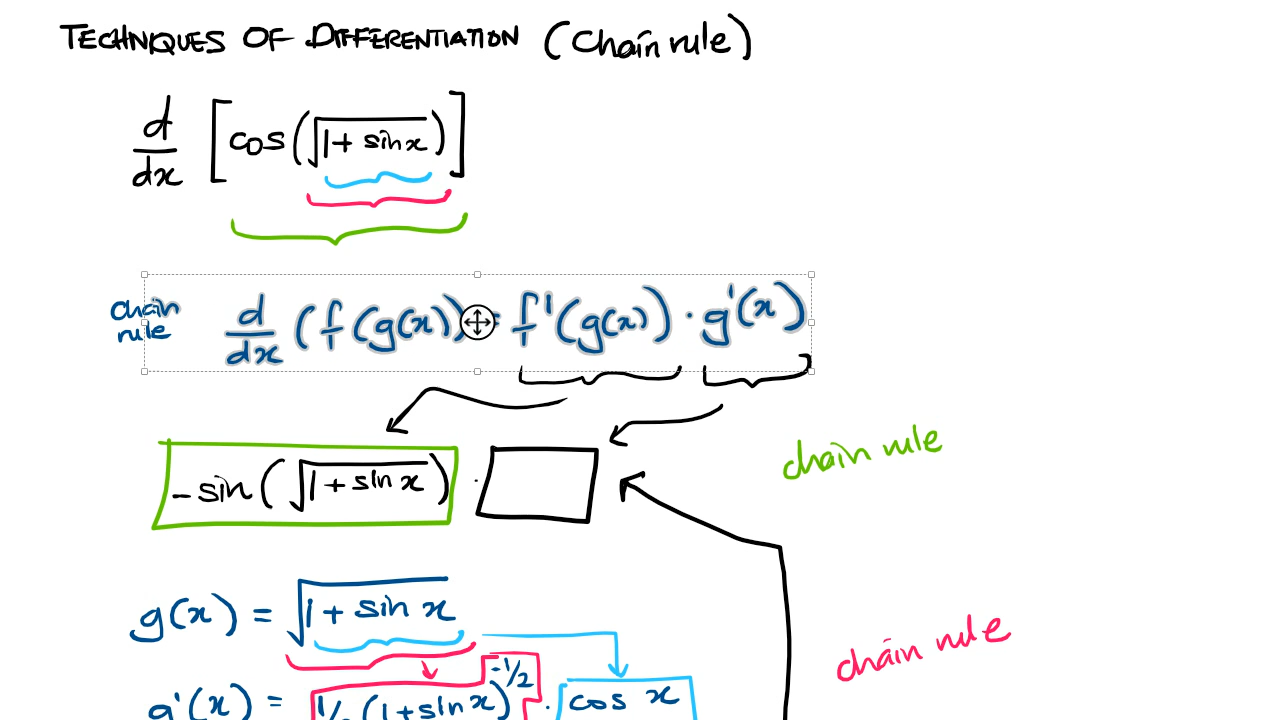 TECHNIQUES OF DIFFERENTIATION (Chain rule)
d/dx [cos(√(1 + sin x))]
chain rule
d/dx (f(g(x)) = f'(g(x)) · g'(x)
chain rule
-sin(√(1 + sin x)) ·
g(x) = √(1 + sin x)
chain rule
g'(x) = 1/2 (1+sin x)^(-1/2) · cos x